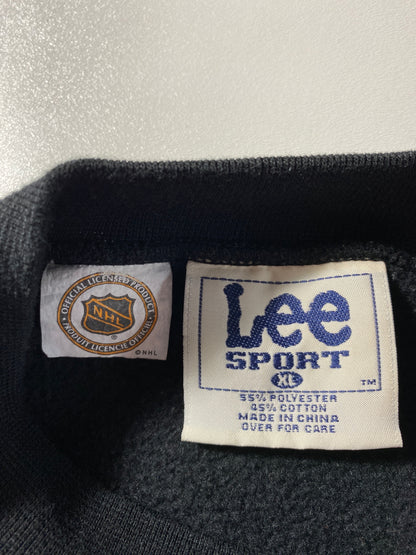 OFFICIAL LICENSED PRODUCT
NHL
PRODUIT LICENCIE OFFICIEL
®
©NHL
Lee
SPORT
XL
TM
55% POLYESTER
45% COTTON
MADE IN CHINA
OVER FOR CARE